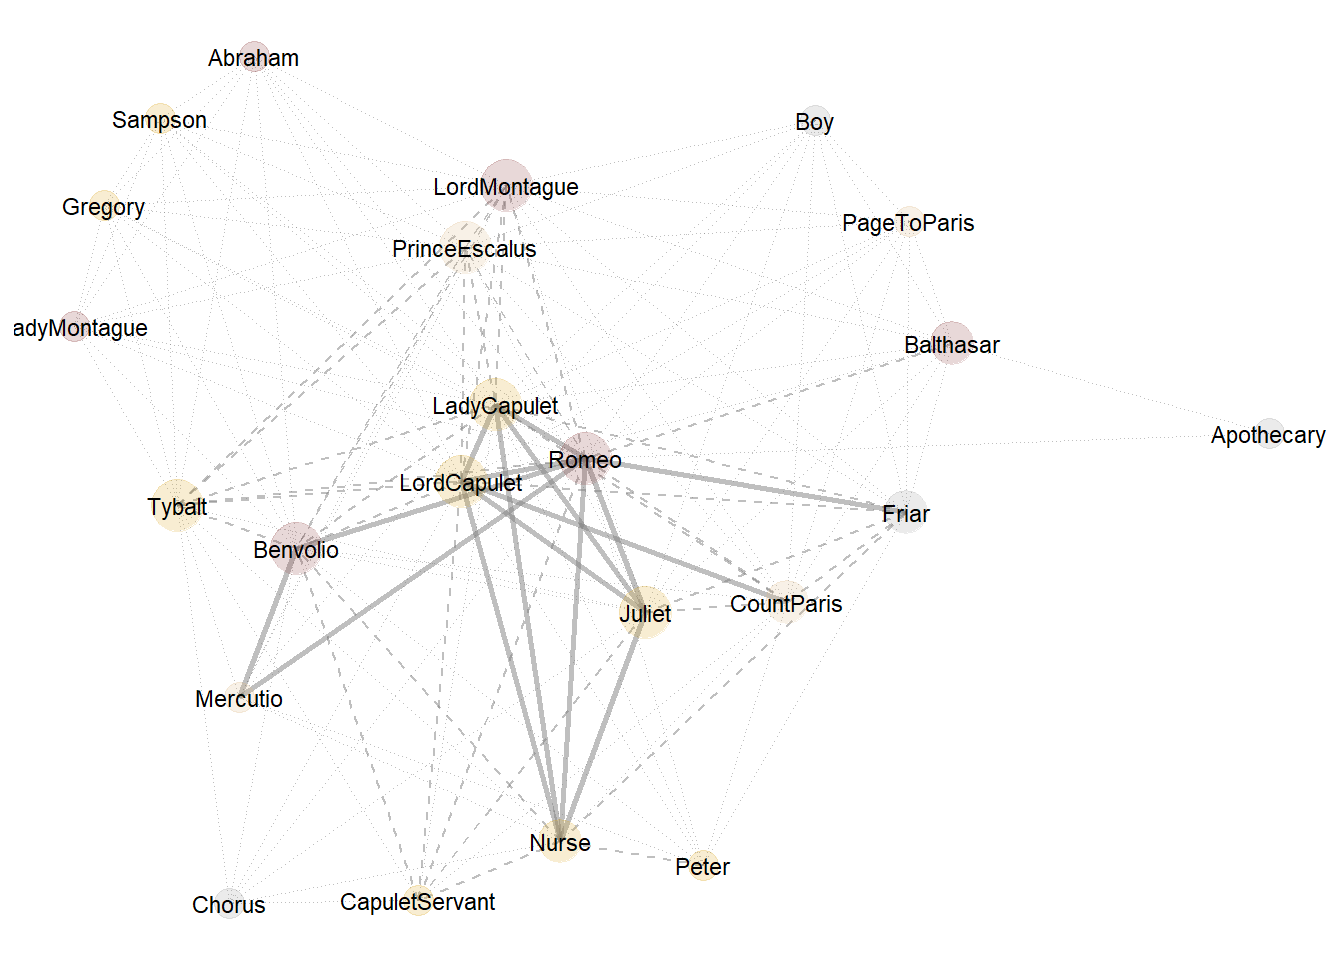 Abraham
Sampson
Boy
LordMontague
Gregory
PageToParis
PrinceEscalus
adyMontague
Balthasar
LadyCapulet
Apothecary
Romeo
LordCapulet
Tybalt
Friar
Benvolio
CountParis
Juliet
Mercutio
Nurse
Peter
CapuletServant
Chorus